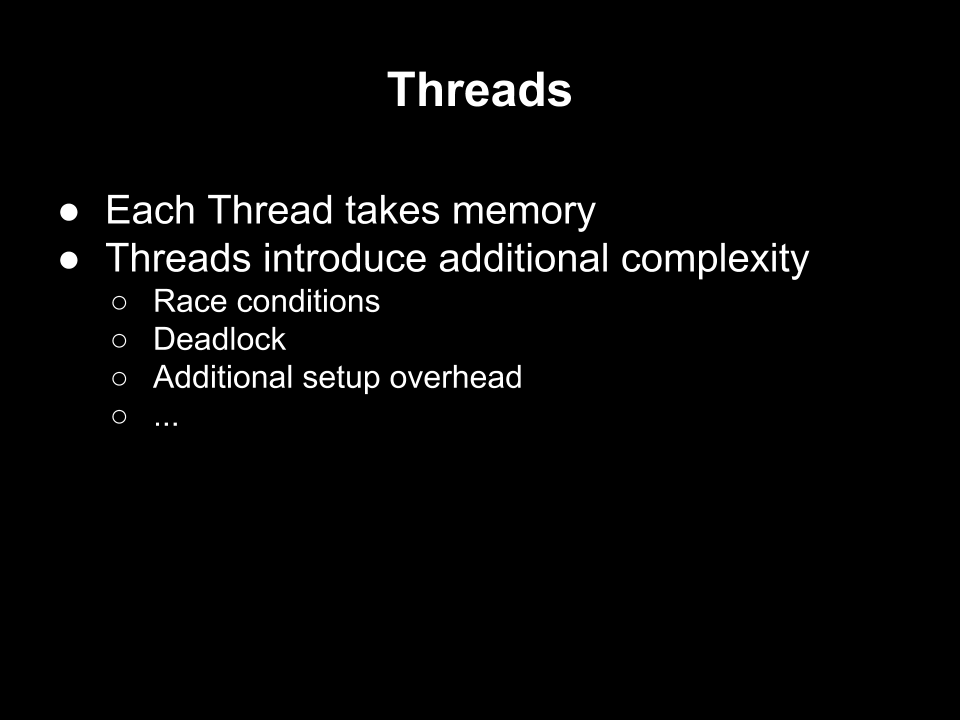 Threads
● Each Thread takes memory
● Threads introduce additional complexity
○ Race conditions
○ Deadlock
○ Additional setup overhead
○ ...